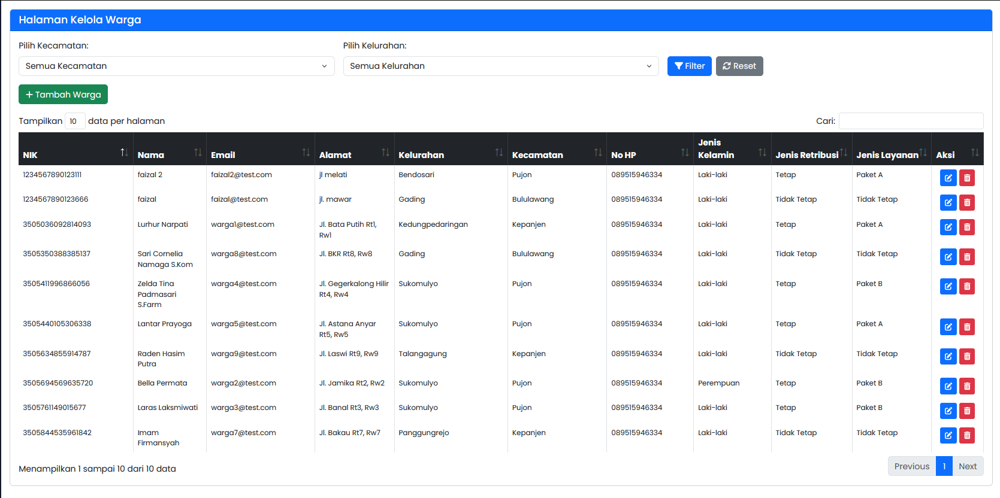 Halaman Kelola Warga
Pilih Kecamatan: Pilih Kelurahan:
Semua Kecamatan Semua Kelurahan Filter Reset
+ Tambah Warga
Tampilkan 10 data per halaman Cari:
NIK Nama Email Alamat Kelurahan Kecamatan No HP Jenis Kelamin Jenis Retribusi Jenis Layanan Aksi
1234567890123111 faizal 2 faizal2@test.com jl melati Bendosari Pujon 089515946334 Laki-laki Tetap Paket A
1234567890123666 faizal faizal@test.com jl. mawar Gading Bululawang 089515946334 Laki-laki Tidak Tetap Tidak Tetap
3505036092814093 Lurhur Narpati warga1@test.com Jl. Bata Putih Rt1, Rw1 Kedungpedaringan Kepanjen 089515946334 Laki-laki Tetap Paket A
3505350388385137 Sari Cornelia Namaga S.Kom warga8@test.com Jl. BKR Rt8, Rw8 Gading Bululawang 089515946334 Laki-laki Tidak Tetap Tidak Tetap
3505411996866056 Zelda Tina Padmasari S.Farm warga4@test.com Jl. Gegerkalong Hilir Rt4, Rw4 Sukomulyo Pujon 089515946334 Laki-laki Tetap Paket B
3505440105306338 Lantar Prayoga warga5@test.com Jl. Astana Anyar Rt5, Rw5 Sukomulyo Pujon 089515946334 Laki-laki Tetap Paket A
3505634855914787 Raden Hasim Putra warga9@test.com Jl. Laswi Rt9, Rw9 Talangagung Kepanjen 089515946334 Laki-laki Tidak Tetap Tidak Tetap
3505694569635720 Bella Permata warga2@test.com Jl. Jamika Rt2, Rw2 Sukomulyo Pujon 089515946334 Perempuan Tetap Paket B
3505761149015677 Laras Laksmiwati warga3@test.com Jl. Banal Rt3, Rw3 Sukomulyo Pujon 089515946334 Laki-laki Tetap Paket B
3505844535961842 Imam Firmansyah warga7@test.com Jl. Bakau Rt7, Rw7 Panggungrejo Kepanjen 089515946334 Laki-laki Tidak Tetap Tidak Tetap
Menampilkan 1 sampai 10 dari 10 data Previous 1 Next